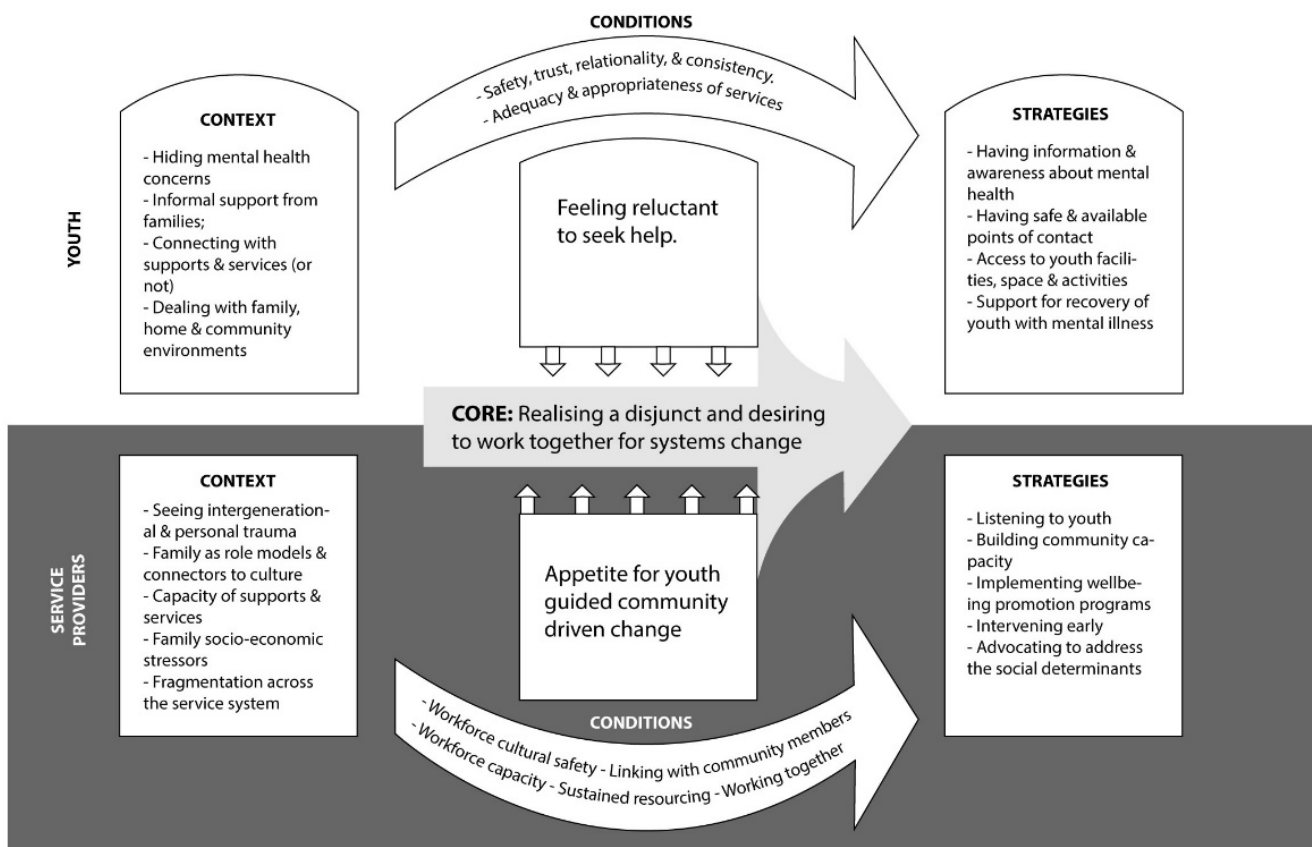 CONDITIONS
- Safety, trust, relationality, & consistency.
- Adequacy & appropriateness of services
YOUTH
CONTEXT
- Hiding mental health
concerns
- Informal support from
families;
- Connecting with
supports & services (or
not)
- Dealing with family,
home & community
environments
Feeling reluctant
to seek help.
STRATEGIES
- Having information &
awareness about mental
health
- Having safe & available
points of contact
- Access to youth facili-
ties, space & activities
- Support for recovery of
youth with mental illness
CORE: Realising a disjunct and desiring
to work together for systems change
SERVICE
PROVIDERS
CONTEXT
- Seeing intergeneration-
al & personal trauma
- Family as role models &
connectors to culture
- Capacity of supports &
services
- Family socio-economic
stressors
- Fragmentation across
the service system
Appetite for youth
guided community
driven change
STRATEGIES
- Listening to youth
- Building community ca-
pacity
- Implementing wellbe-
ing promotion programs
- Intervening early
- Advocating to address
the social determinants
CONDITIONS
- Workforce cultural safety - Linking with community members
- Workforce capacity - Sustained resourcing - Working together